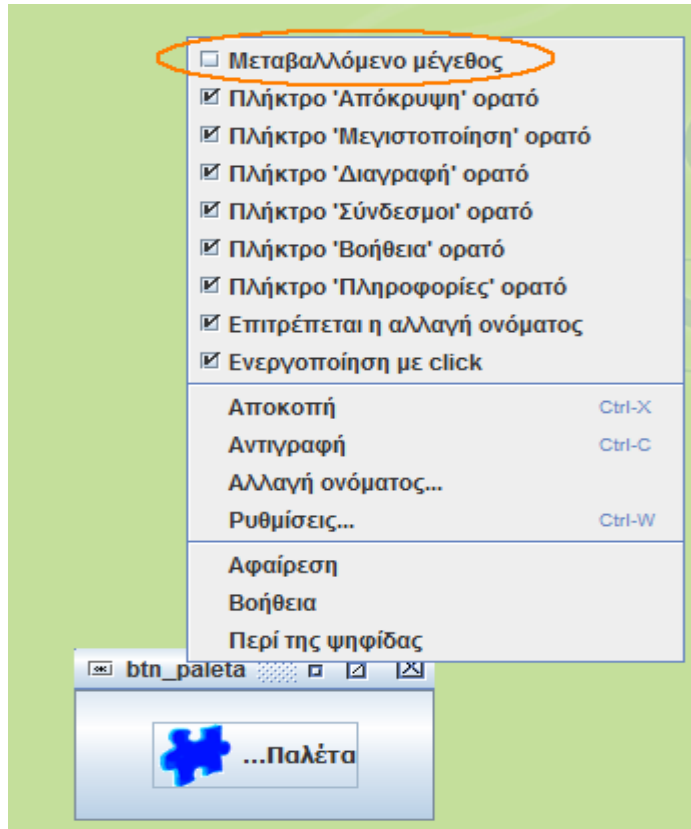 Μεταβαλλόμενο μέγεθος
Πλήκτρο 'Απόκρυψη' ορατό
Πλήκτρο 'Μεγιστοποίηση' ορατό
Πλήκτρο 'Διαγραφή' ορατό
Πλήκτρο 'Σύνδεσμοι' ορατό
Πλήκτρο 'Βοήθεια' ορατό
Πλήκτρο 'Πληροφορίες' ορατό
Επιτρέπεται η αλλαγή ονόματος
Ενεργοποίηση με click
Αποκοπή Ctrl-X
Αντιγραφή Ctrl-C
Αλλαγή ονόματος...
Ρυθμίσεις... Ctrl-W
Αφαίρεση
Βοήθεια
Περί της ψηφίδας
btn_paleta
...Παλέτα